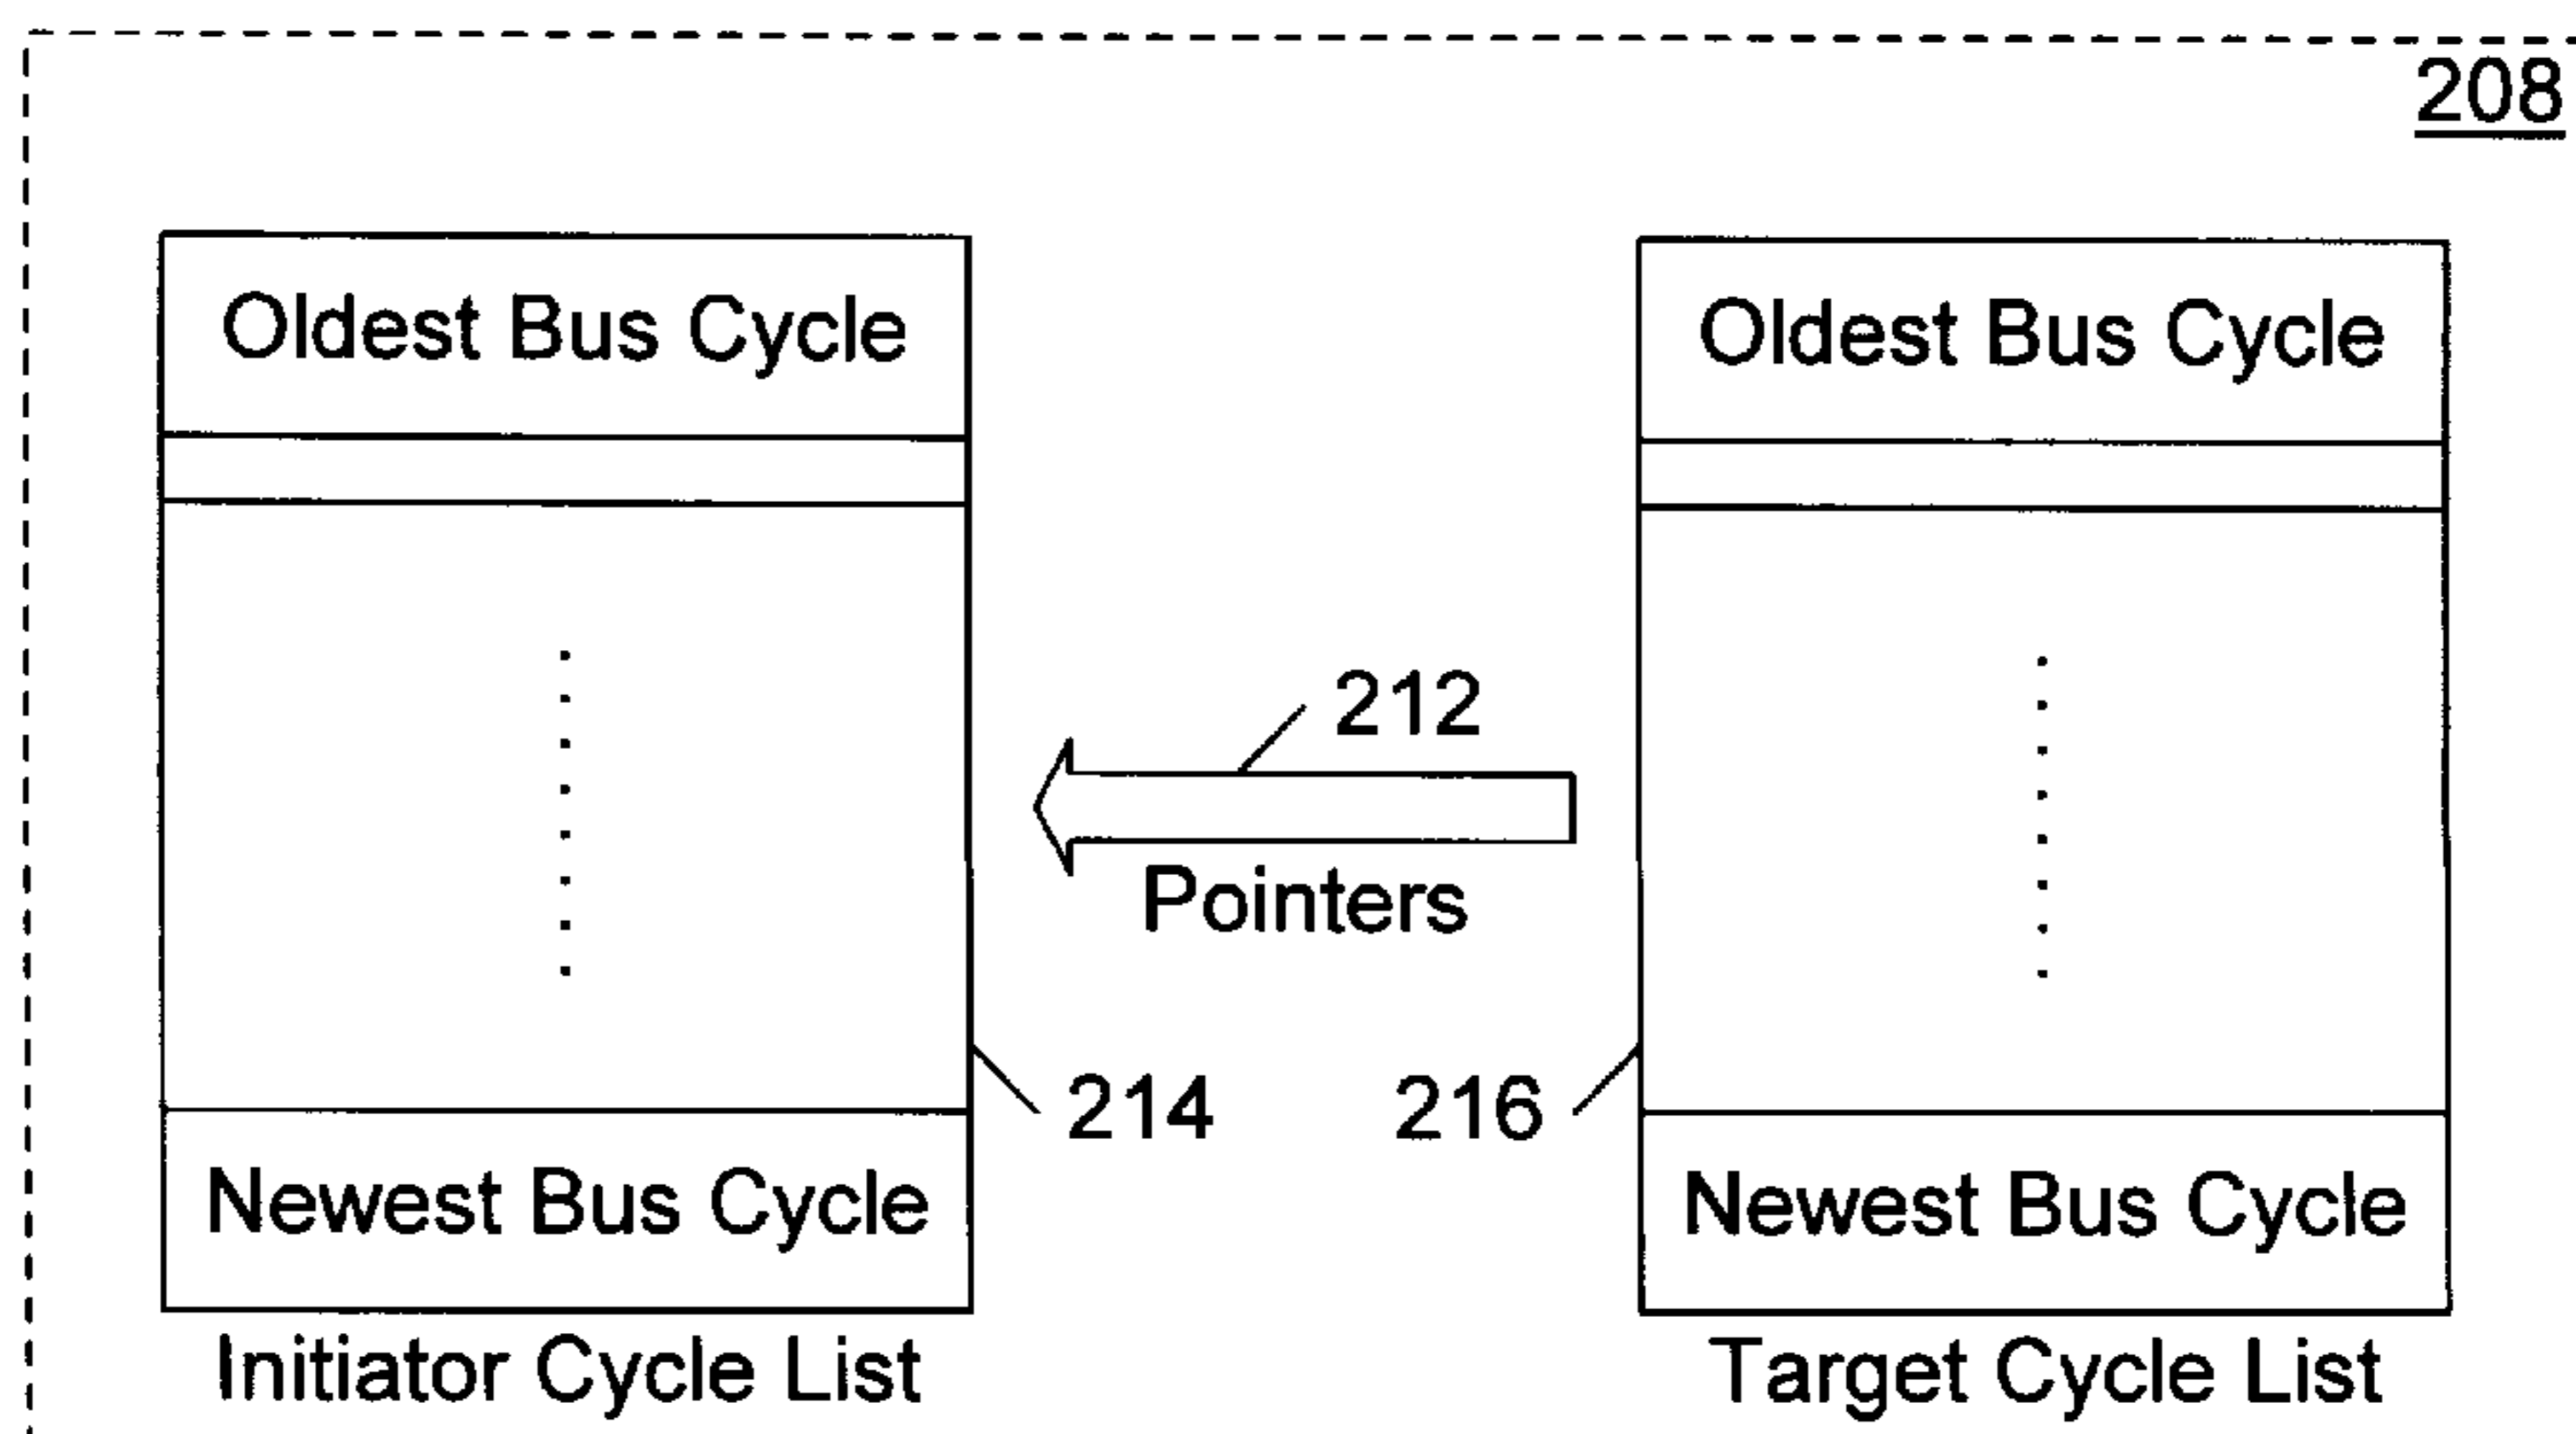 208
Oldest Bus Cycle
Oldest Bus Cycle
212
Pointers
214
216
Newest Bus Cycle
Newest Bus Cycle
Initiator Cycle List
Target Cycle List